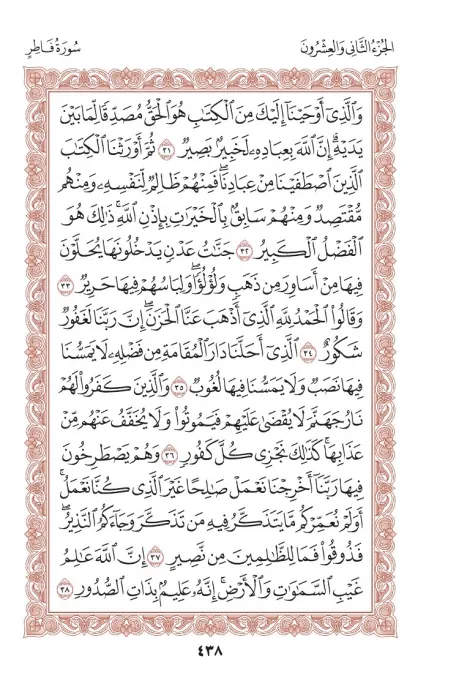 الجُزْءُ الثَّانِي وَالعِشْرُونَ
سُورَةُ فَاطِرٍ
وَٱلَّذِىٓ أَوْحَيْنَآ إِلَيْكَ مِنَ ٱلْكِتَٰبِ هُوَ ٱلْحَقُّ مُصَدِّقًا لِّمَا بَيْنَ
يَدَيْهِ ۗ إِنَّ ٱللَّهَ بِعِبَادِهِۦ لَخَبِيرٌۢ بَصِيرٌ ٣١ ثُمَّ أَوْرَثْنَا ٱلْكِتَٰبَ
ٱلَّذِينَ ٱصْطَفَيْنَا مِنْ عِبَادِنَا ۖ فَمِنْهُمْ ظَالِمٌ لِّنَفْسِهِۦ وَمِنْهُم
مُّقْتَصِدٌ وَمِنْهُمْ سَابِقٌۢ بِٱلْخَيْرَٰتِ بِإِذْنِ ٱللَّهِ ۚ ذَٰلِكَ هُوَ
ٱلْفَضْلُ ٱلْكَبِيرُ ٣٢ جَنَّٰتُ عَدْنٍ يَدْخُلُونَهَا يُحَلَّوْنَ
فِيهَا مِنْ أَسَاوِرَ مِن ذَهَبٍ وَلُؤْلُؤًا ۖ وَلِبَاسُهُمْ فِيهَا حَرِيرٌ ٣٣
وَقَالُوا۟ ٱلْحَمْدُ لِلَّهِ ٱلَّذِىٓ أَذْهَبَ عَنَّا ٱلْحَزَنَ ۖ إِنَّ رَبَّنَا لَغَفُورٌ
شَكُورٌ ٣٤ ٱلَّذِىٓ أَحَلَّنَا دَارَ ٱلْمُقَامَةِ مِن فَضْلِهِۦ لَا يَمَسُّنَا
فِيهَا نَصَبٌ وَلَا يَمَسُّنَا فِيهَا لُغُوبٌ ٣٥ وَٱلَّذِينَ كَفَرُوا۟ لَهُمْ
نَارُ جَهَنَّمَ لَا يُقْضَىٰ عَلَيْهِمْ فَيَمُوتُوا۟ وَلَا يُخَفَّفُ عَنْهُم مِّنْ
عَذَابِهَا ۚ كَذَٰلِكَ نَجْزِى كُلَّ كَفُورٍ ٣٦ وَهُمْ يَصْطَرِخُونَ
فِيهَا رَبَّنَآ أَخْرِجْنَا نَعْمَلْ صَٰلِحًا غَيْرَ ٱلَّذِى كُنَّا نَعْمَلُ ۚ
أَوَلَمْ نُعَمِّرْكُم مَّا يَتَذَكَّرُ فِيهِ مَن تَذَكَّرَ وَجَآءَكُمُ ٱلنَّذِيرُ ۖ
فَذُوقُوا۟ فَمَا لِلظَّٰلِمِينَ مِن نَّصِيرٍ ٣٧ إِنَّ ٱللَّهَ عَٰلِمُ
غَيْبِ ٱلسَّمَٰوَٰتِ وَٱلْأَرْضِ ۚ إِنَّهُۥ عَلِيمٌۢ بِذَاتِ ٱلصُّدُورِ ٣٨
٤٣٨